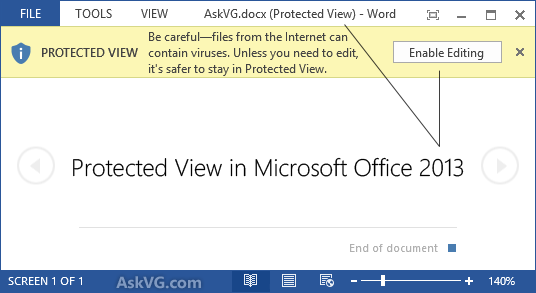 FILE TOOLS VIEW AskVG.docx (Protected View) - Word
PROTECTED VIEW
Be careful—files from the Internet can
contain viruses. Unless you need to edit,
it's safer to stay in Protected View.
Enable Editing
Protected View in Microsoft Office 2013
End of document
SCREEN 1 OF 1 AskVG.com 140%